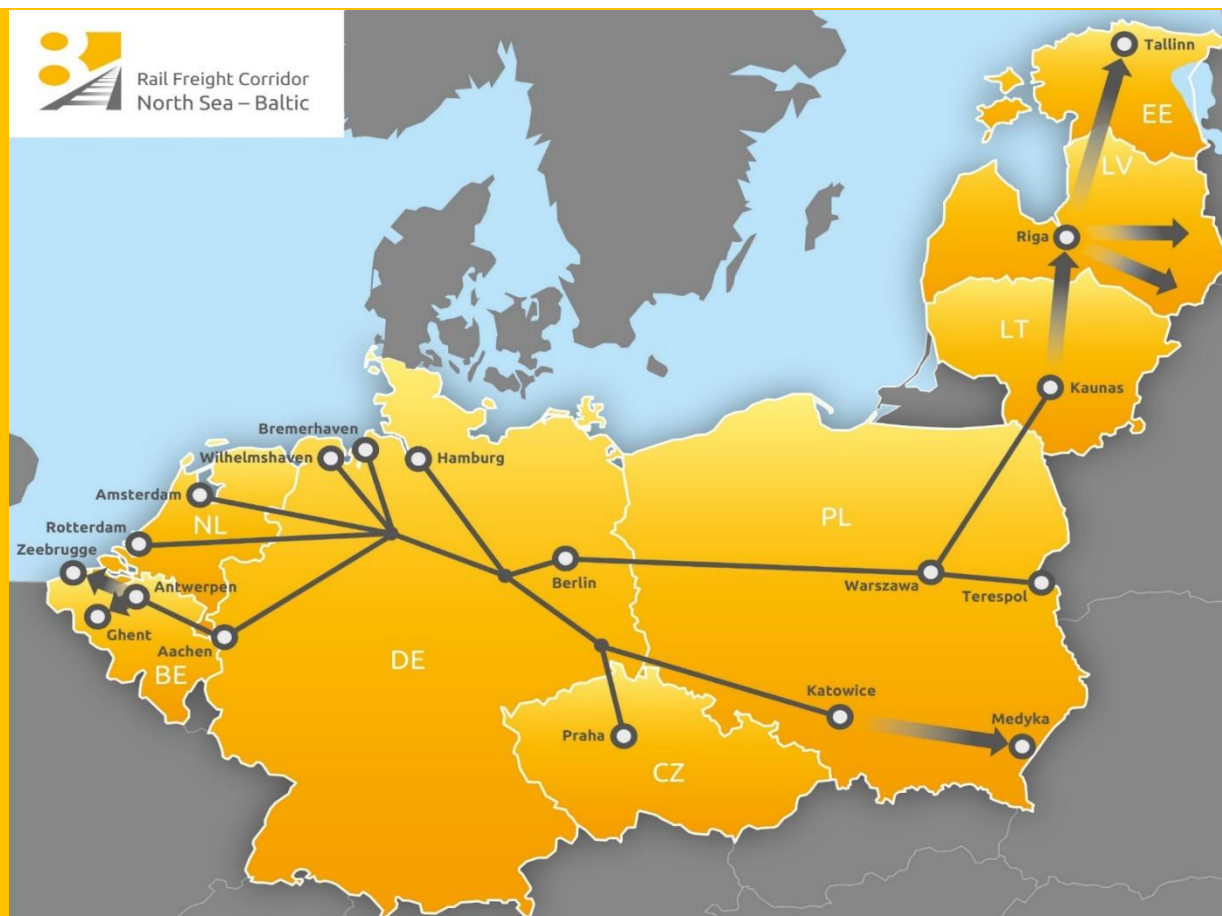 Rail Freight Corridor
North Sea – Baltic
Tallinn
EE
LV
Riga
LT
Kaunas
Bremerhaven
Wilhelmshaven
Hamburg
Amsterdam
NL
PL
Rotterdam
Zeebrugge
Antwerpen
Berlin
Warszawa
Terespol
Ghent
Aachen
BE
DE
Katowice
Medyka
Praha
CZ